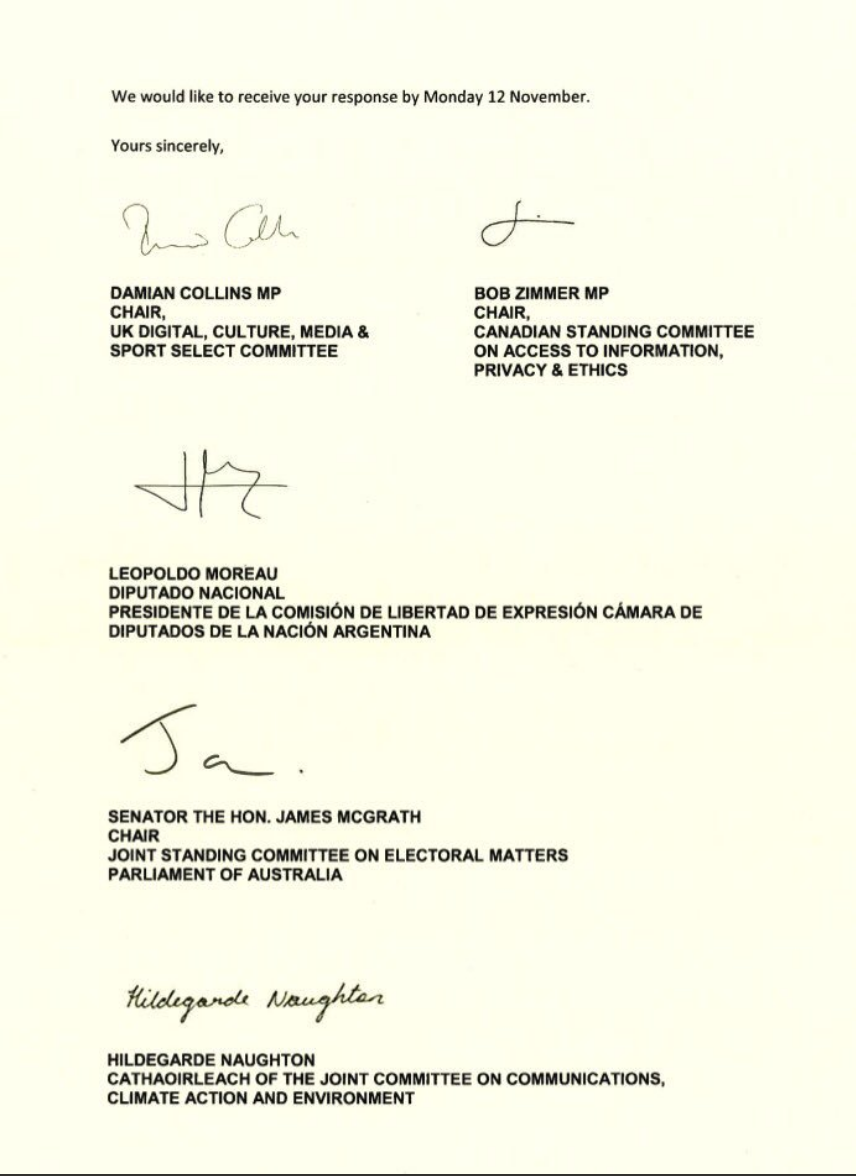 We would like to receive your response by Monday 12 November.
Yours sincerely,
DAMIAN COLLINS MP
CHAIR,
UK DIGITAL, CULTURE, MEDIA &
SPORT SELECT COMMITTEE
BOB ZIMMER MP
CHAIR,
CANADIAN STANDING COMMITTEE
ON ACCESS TO INFORMATION,
PRIVACY & ETHICS
LEOPOLDO MOREAU
DIPUTADO NACIONAL
PRESIDENTE DE LA COMISIÓN DE LIBERTAD DE EXPRESIÓN CÁMARA DE
DIPUTADOS DE LA NACIÓN ARGENTINA
SENATOR THE HON. JAMES MCGRATH
CHAIR
JOINT STANDING COMMITTEE ON ELECTORAL MATTERS
PARLIAMENT OF AUSTRALIA
Hildegarde Naughton
HILDEGARDE NAUGHTON
CATHAOIRLEACH OF THE JOINT COMMITTEE ON COMMUNICATIONS,
CLIMATE ACTION AND ENVIRONMENT